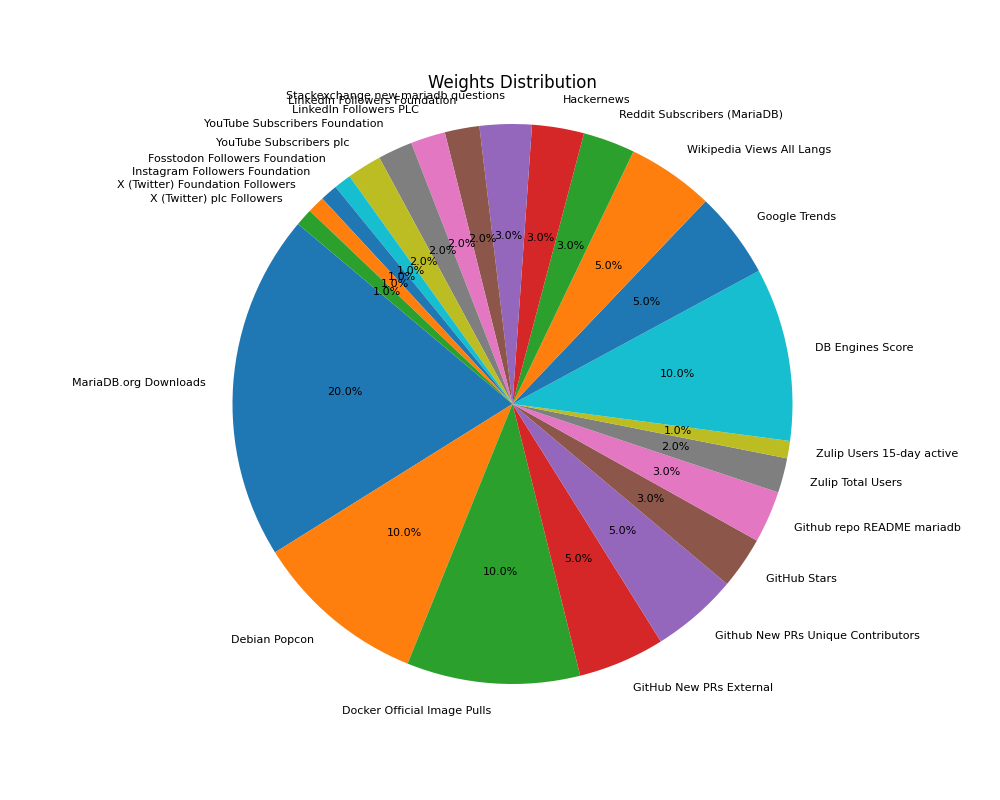 Weights Distribution
Stackexchange new mariadb questions
LinkedIn Followers Foundation
LinkedIn Followers PLC
YouTube Subscribers Foundation
YouTube Subscribers plc
Fosstodon Followers Foundation
Instagram Followers Foundation
X (Twitter) Foundation Followers
X (Twitter) plc Followers
MariaDB.org Downloads
Debian Popcon
Docker Official Image Pulls
GitHub New PRs External
Github New PRs Unique Contributors
GitHub Stars
Github repo README mariadb
Zulip Total Users
Zulip Users 15-day active
DB Engines Score
Google Trends
Wikipedia Views All Langs
Reddit Subscribers (MariaDB)
Hackernews
20.0%
10.0%
10.0%
5.0%
5.0%
3.0%
3.0%
2.0%
1.0%
10.0%
5.0%
5.0%
3.0%
3.0%
3.0%
2.0%
2.0%
2.0%
2.0%
1.0%
1.0%
1.0%
1.0%